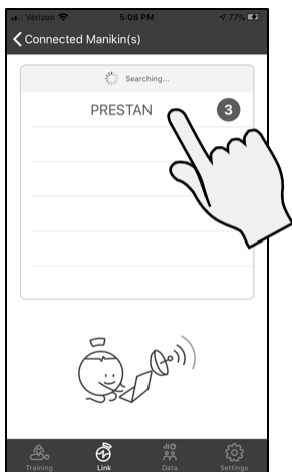 Verizon 5:08 PM 77%
Connected Manikin(s)
Searching...
PRESTAN 3
Training Link Data Settings